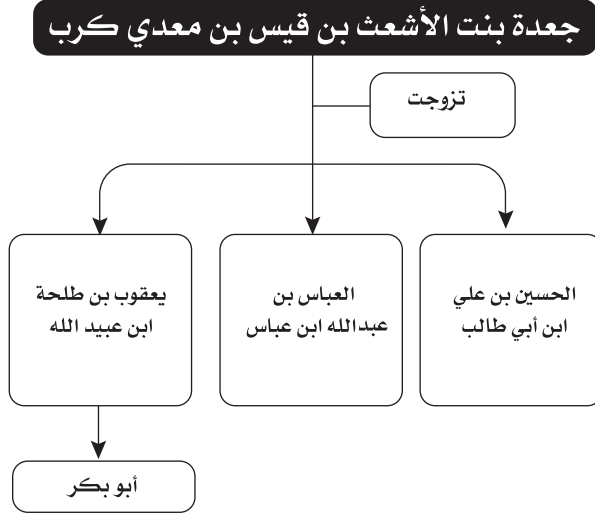 جعدة بنت الأشعث بن قيس بن معدي كرب
تزوجت
الحسين بن علي
ابن أبي طالب
العباس بن
عبدالله ابن عباس
يعقوب بن طلحة
ابن عبيد الله
أبو بكر